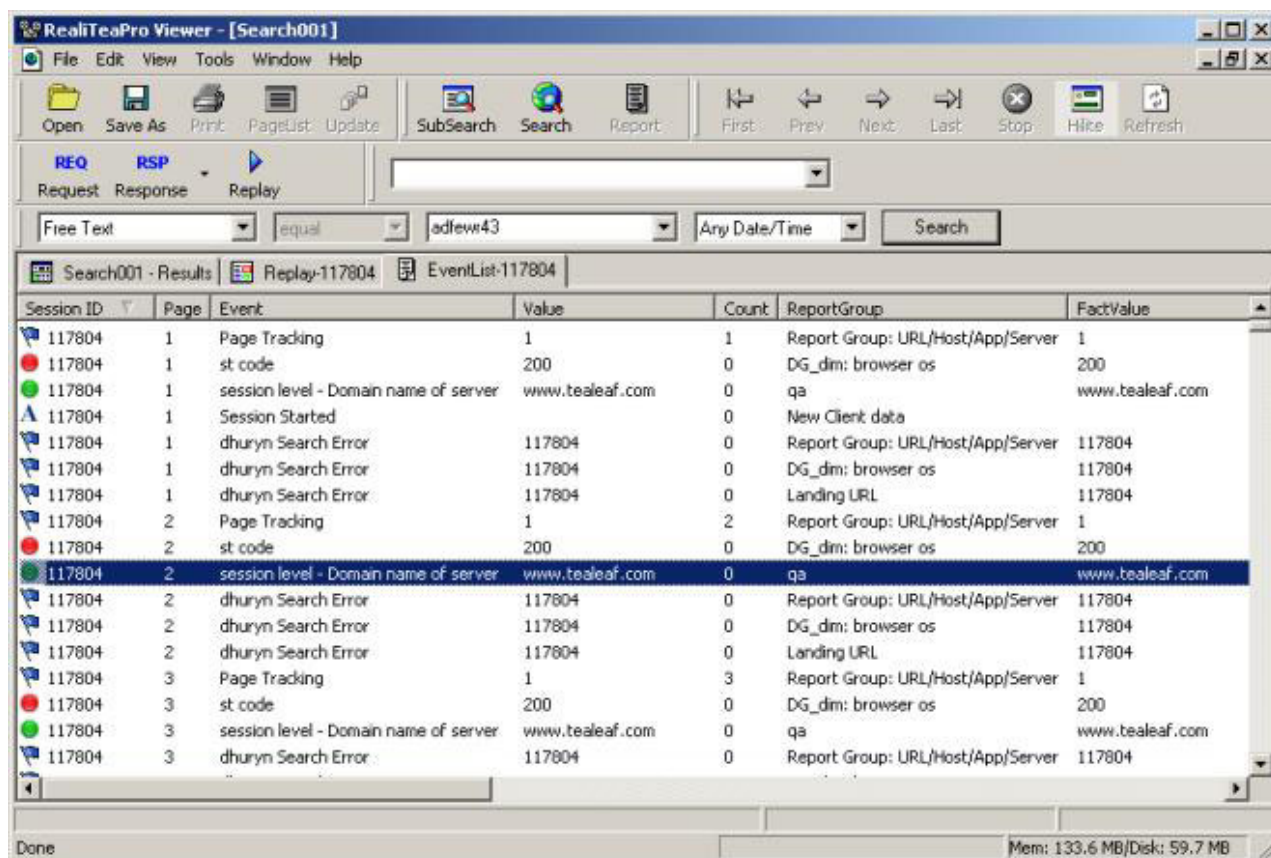 RealiTeaPro Viewer - [Search001]
File Edit View Tools Window Help
Open Save As Print PageList Update SubSearch Search Report First Prev Next Last Stop Hilite Refresh
REQ RSP
Request Response Replay
Free Text equal adfewr43 Any Date/Time Search
Search001 - Results Replay-117804 EventList-117804
Session ID Page Event Value Count ReportGroup FactValue
117804 1 Page Tracking 1 1 Report Group: URL/Host/App/Server 1
117804 1 st code 200 0 DG_dim: browser os 200
117804 1 session level - Domain name of server www.tealeaf.com 0 qa www.tealeaf.com
A 117804 1 Session Started 0 New Client data
117804 1 dhuryn Search Error 117804 0 Report Group: URL/Host/App/Server 117804
117804 1 dhuryn Search Error 117804 0 DG_dim: browser os 117804
117804 1 dhuryn Search Error 117804 0 Landing URL 117804
117804 2 Page Tracking 1 2 Report Group: URL/Host/App/Server 1
117804 2 st code 200 0 DG_dim: browser os 200
117804 2 session level - Domain name of server www.tealeaf.com 0 qa www.tealeaf.com
117804 2 dhuryn Search Error 117804 0 Report Group: URL/Host/App/Server 117804
117804 2 dhuryn Search Error 117804 0 DG_dim: browser os 117804
117804 2 dhuryn Search Error 117804 0 Landing URL 117804
117804 3 Page Tracking 1 3 Report Group: URL/Host/App/Server 1
117804 3 st code 200 0 DG_dim: browser os 200
117804 3 session level - Domain name of server www.tealeaf.com 0 qa www.tealeaf.com
117804 3 dhuryn Search Error 117804 0 Report Group: URL/Host/App/Server 117804
Done Mem: 133.6 MB/Disk: 59.7 MB